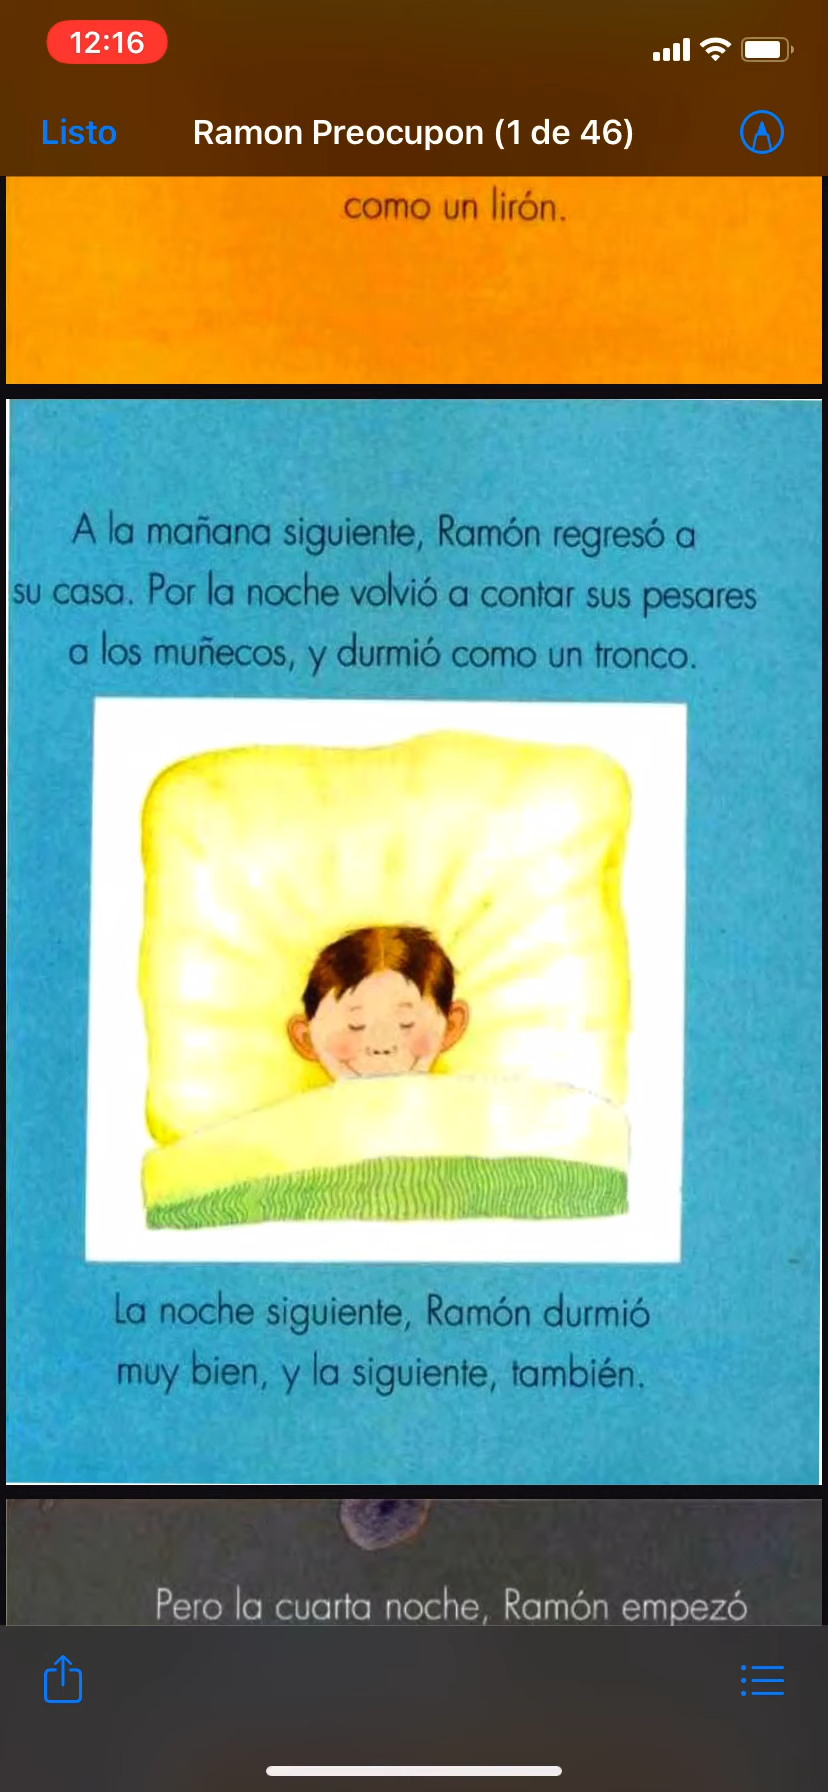 12:16
Listo
Ramon Preocupon (1 de 46)
como un lirón.
A la mañana siguiente, Ramón regresó a
su casa. Por la noche volvió a contar sus pesares
a los muñecos, y durmió como un tronco.
La noche siguiente, Ramón durmió
muy bien, y la siguiente, también.
Pero la cuarta noche, Ramón empezó